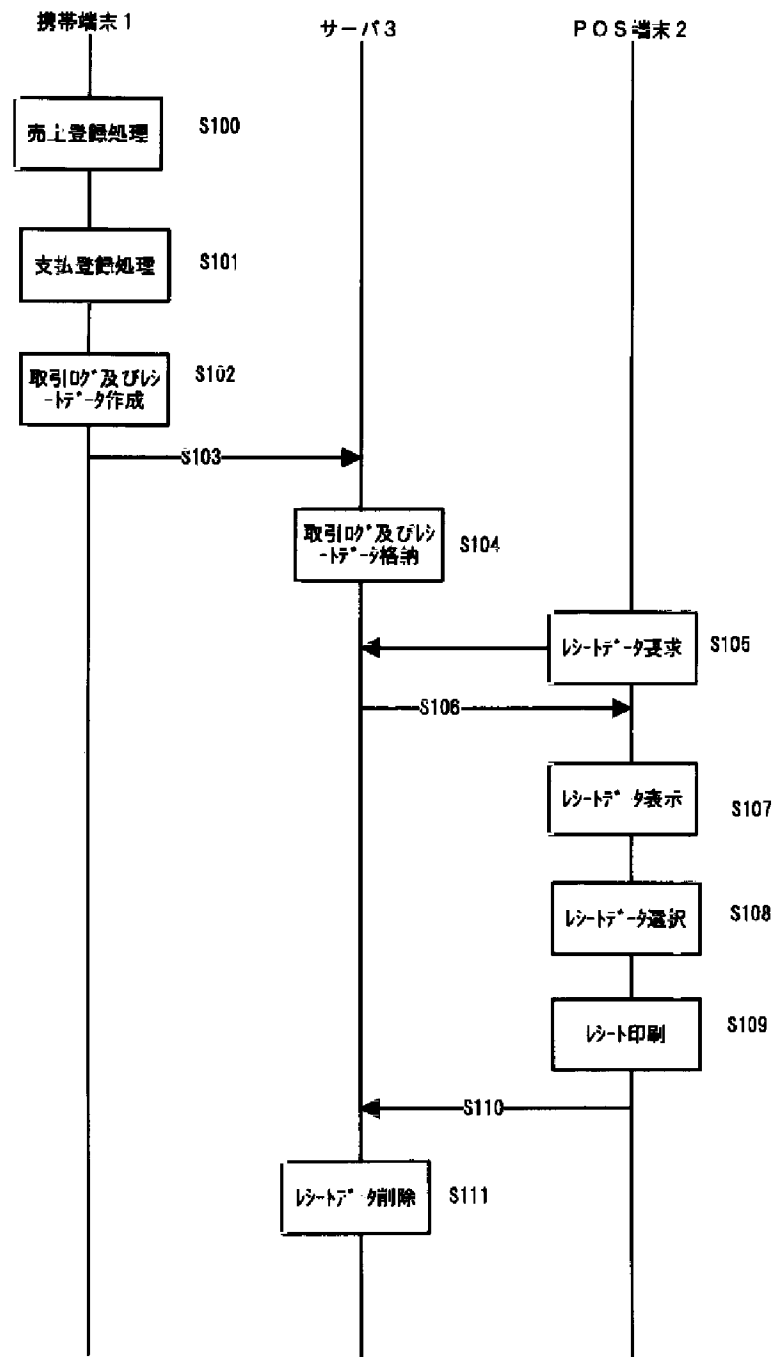 携帯端末1
サーバ3
POS端末2
売上登録処理
S100
支払登録処理
S101
取引ﾛｸﾞ及びﾚｼ
ｰﾄﾃﾞｰﾀ作成
S102
S103
取引ﾛｸﾞ及びﾚｼ
ｰﾄﾃﾞｰﾀ格納
S104
ﾚｼｰﾄﾃﾞｰﾀ要求
S105
S106
ﾚｼｰﾄﾃﾞｰﾀ表示
S107
ﾚｼｰﾄﾃﾞｰﾀ選択
S108
ﾚｼｰﾄ印刷
S109
S110
ﾚｼｰﾄﾃﾞｰﾀ削除
S111